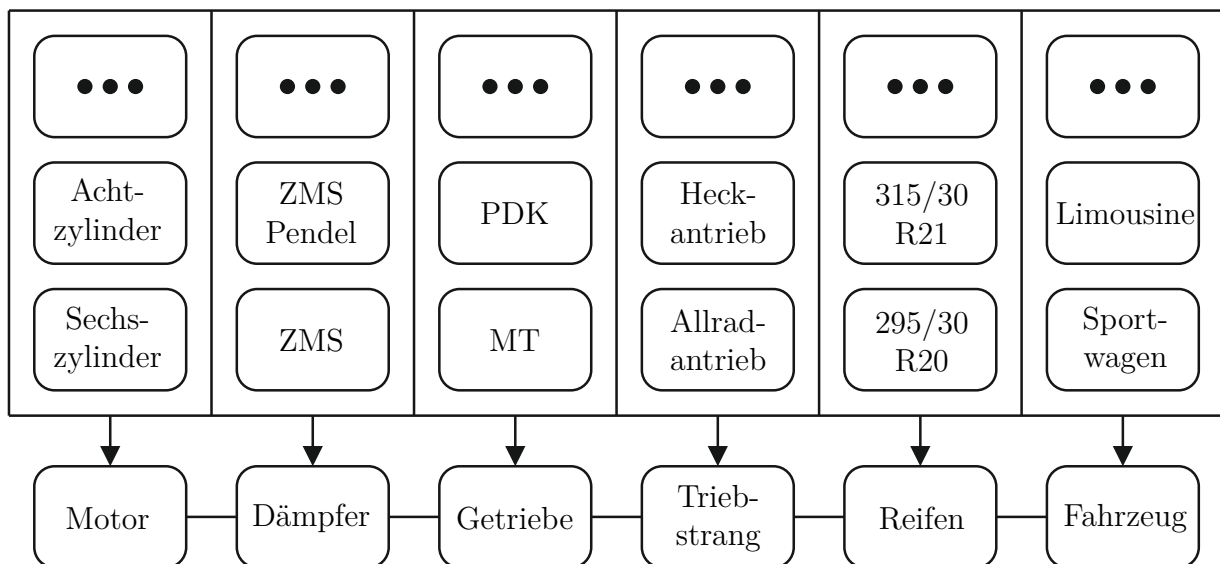 Acht-
zylinder
ZMS
Pendel
PDK
Heck-
antrieb
315/30
R21
Limousine
Sechs-
zylinder
ZMS
MT
Allrad-
antrieb
295/30
R20
Sport-
wagen
Motor
Dämpfer
Getriebe
Trieb-
strang
Reifen
Fahrzeug